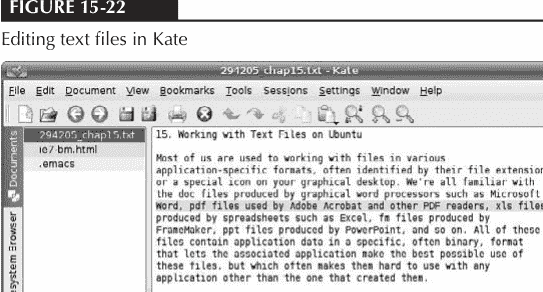 FIGURE 15-22
Editing text files in Kate
294205_chap15.txt - Kate
File Edit Document View Bookmarks Tools Sessions Settings Window Help
Documents
294205_chap15.txt
ie7-bm.html
.emacs
system Browser
15. Working with Text Files on Ubuntu
Most of us are used to working with files in various
application-specific formats, often identified by their file extension
or a special icon on your graphical desktop. We're all familiar with
the doc files produced by graphical word processors such as Microsoft
Word, pdf files used by Adobe Acrobat and other PDF readers, xls files
produced by spreadsheets such as Excel, fm files produced by
FrameMaker, ppt files produced by PowerPoint, and so on. All of these
files contain application data in a specific, often binary, format
that lets the associated application make the best possible use of
these files, but which often makes them hard to use with any
application other than the one that created them.